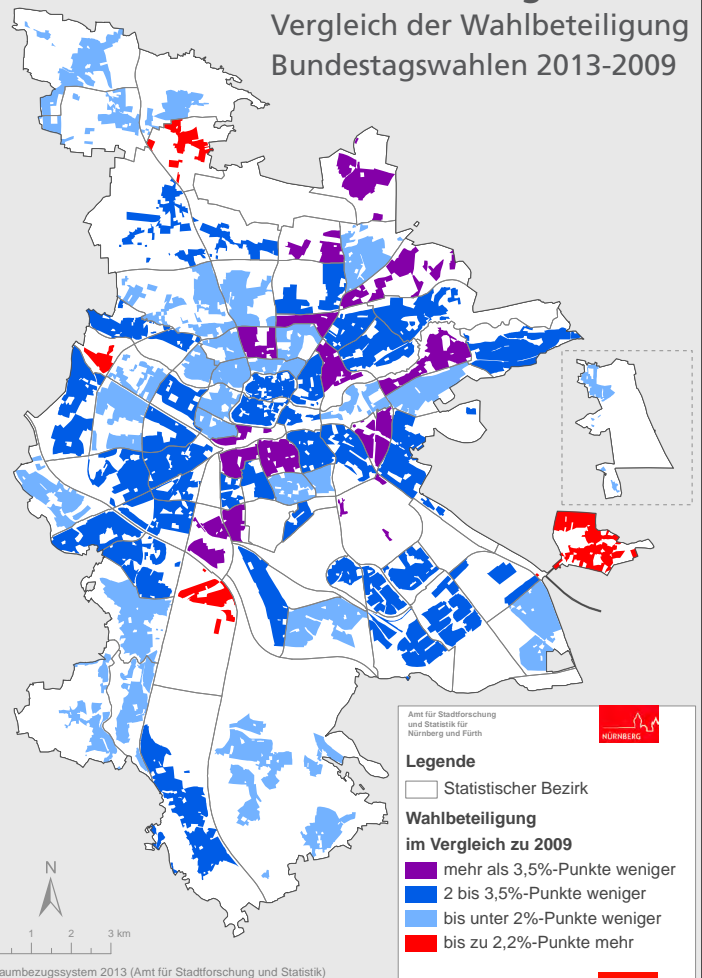 Vergleich der Wahlbeteiligung
Bundestagswahlen 2013-2009
Amt für Stadtforschung
und Statistik für
Nürnberg und Fürth
NÜRNBERG
Legende
Statistischer Bezirk
Wahlbeteiligung
im Vergleich zu 2009
mehr als 3,5%-Punkte weniger
2 bis 3,5%-Punkte weniger
bis unter 2%-Punkte weniger
bis zu 2,2%-Punkte mehr
N
1 2 3 km
aumbezugssystem 2013 (Amt für Stadtforschung und Statistik)